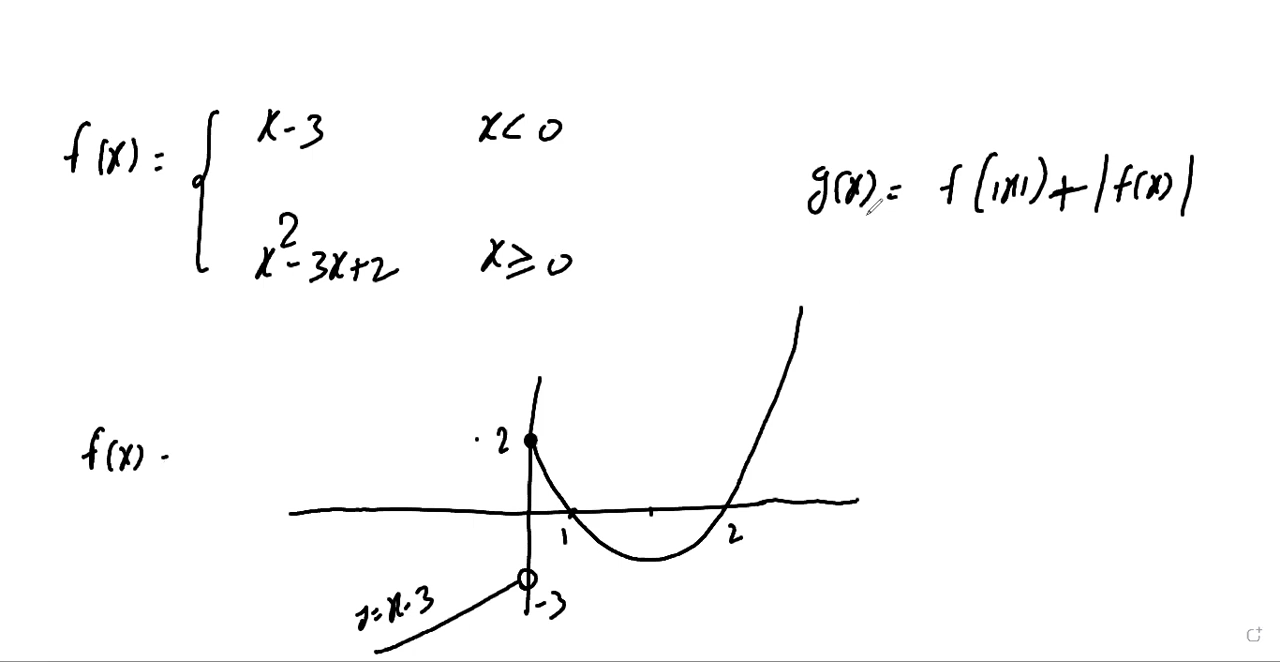 f(x) = { x - 3 x < 0
g(x) = f(|x|) + |f(x)|
x² - 3x + 2 x ≥ 0
f(x) -
· 2
1
2
y = x - 3
-3